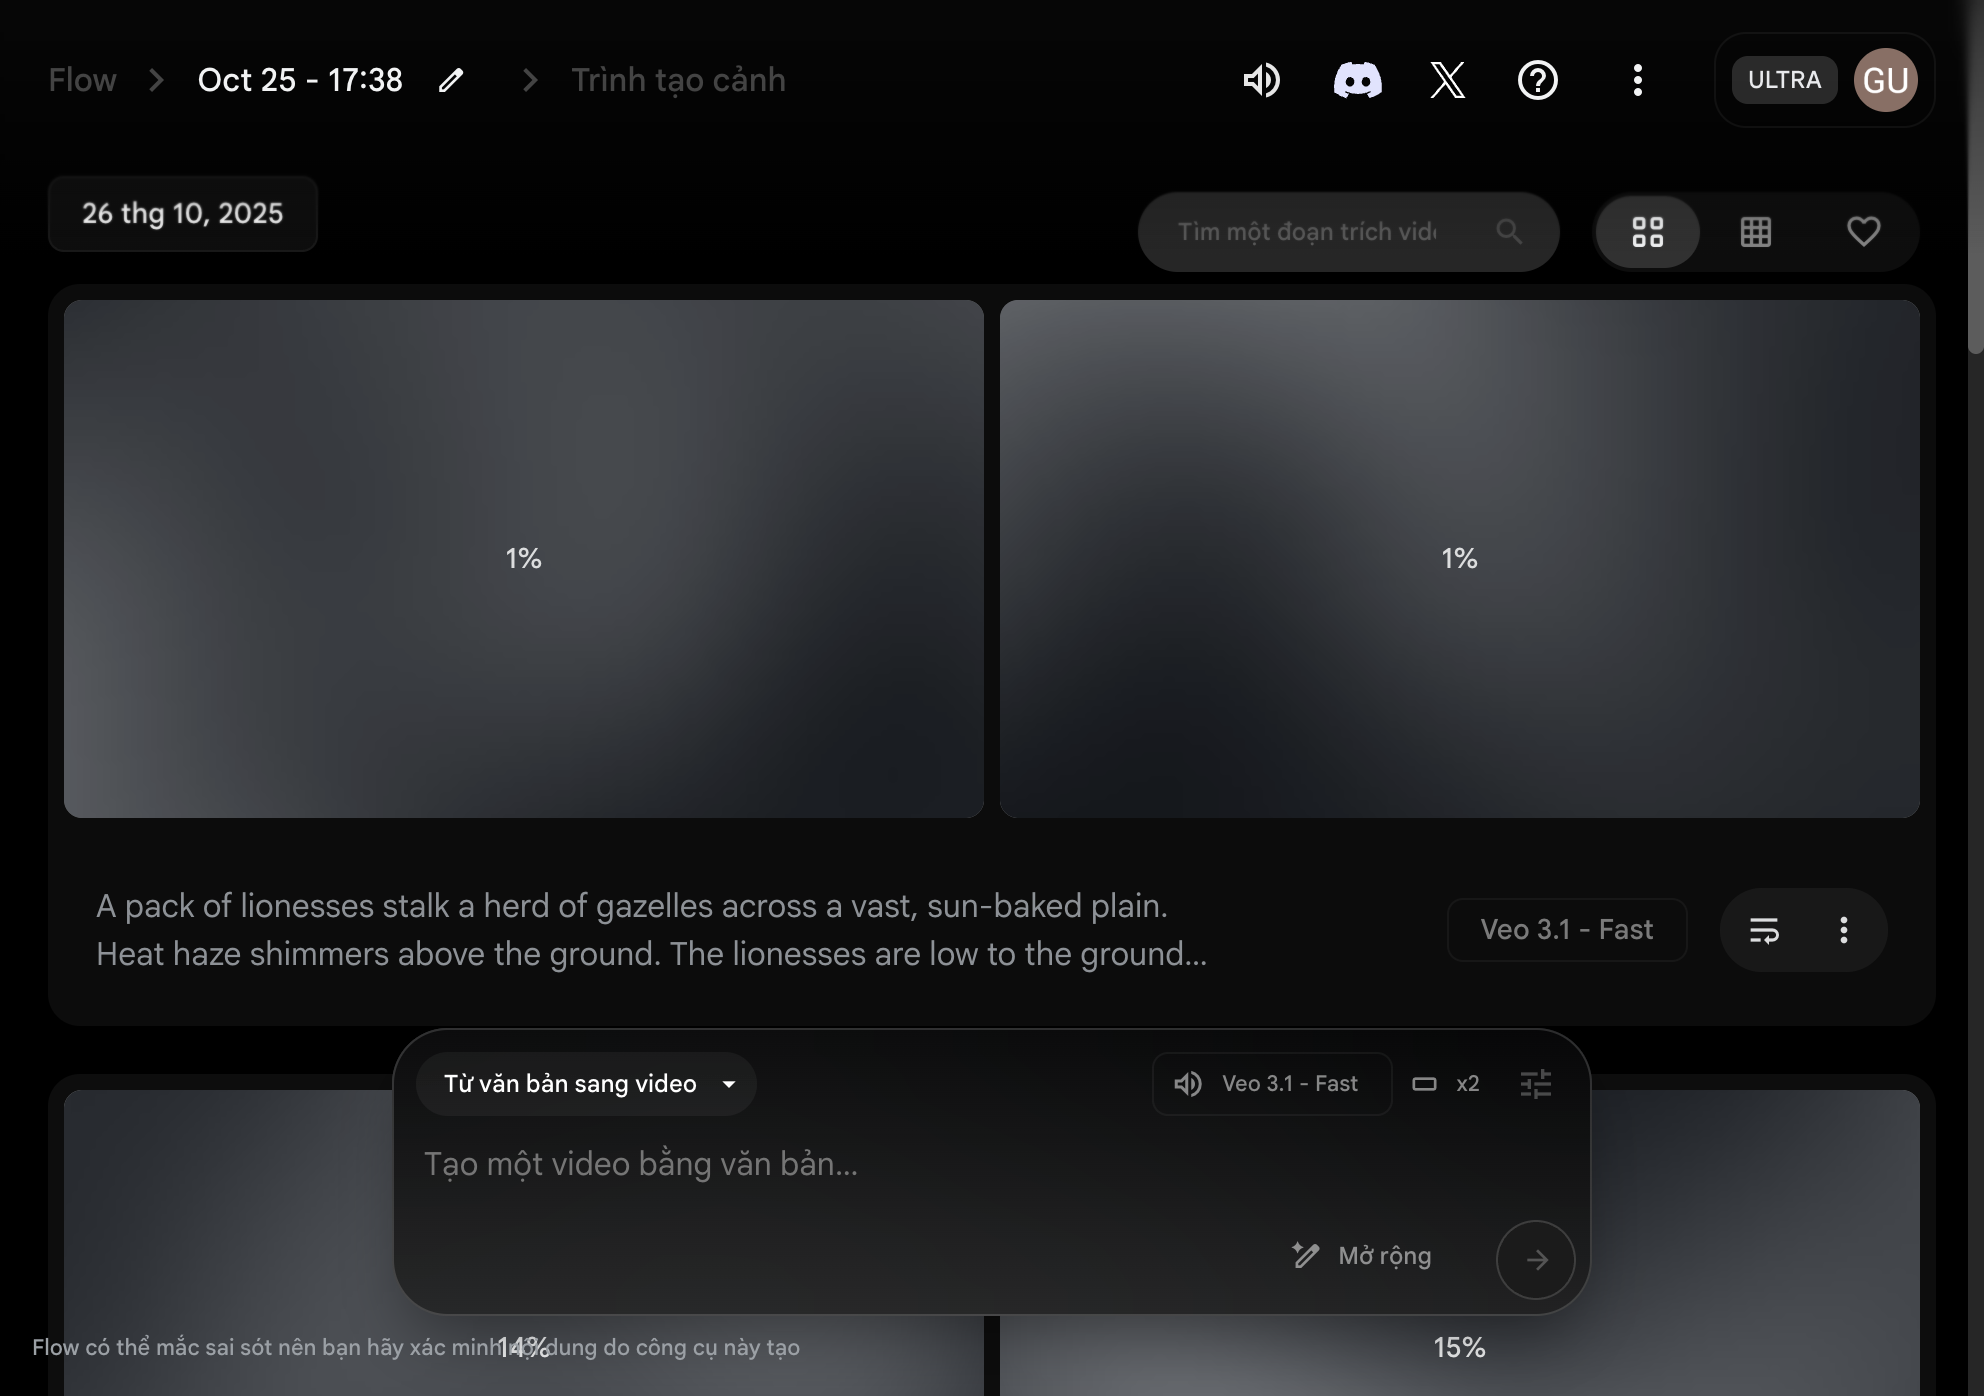 Flow
Oct 25 - 17:38
Trình tạo cảnh
ULTRA
GU
26 thg 10, 2025
Tìm một đoạn trích
1%
1%
A pack of lionesses stalk a herd of gazelles across a vast, sun-baked plain.
Heat haze shimmers above the ground. The lionesses are low to the ground...
Veo 3.1 - Fast
Từ văn bản sang video
Veo 3.1 - Fast
x2
Tạo một video bằng văn bản...
Mở rộng
Flow có thể mắc sai sót nên bạn hãy xác minh nội dung do công cụ này tạo
14%
15%